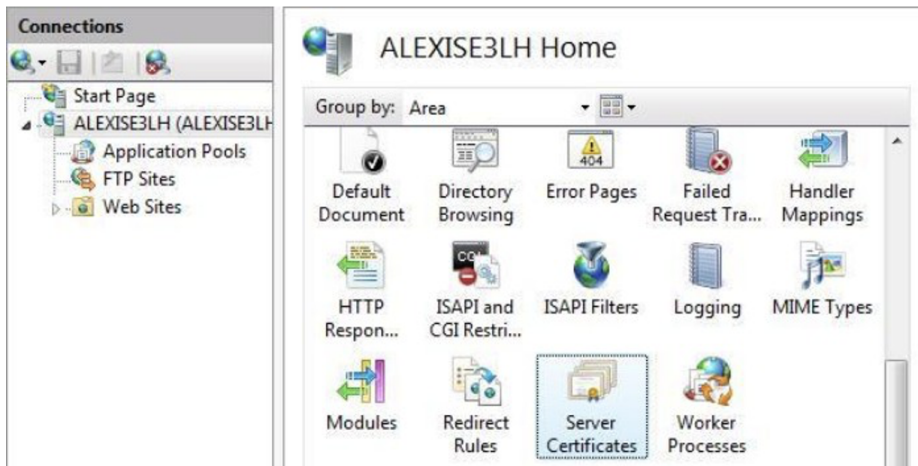 Connections
Start Page
ALEXISE3LH (ALEXISE3LH
Application Pools
FTP Sites
Web Sites
ALEXISE3LH Home
Group by: Area
404
Default
Document
Directory
Browsing
Error Pages
Failed
Request Tra...
Handler
Mappings
HTTP
Respon...
CGI
ISAPI and
CGI Restri...
ISAPI Filters
Logging
MIME Types
Modules
Redirect
Rules
Server
Certificates
Worker
Processes